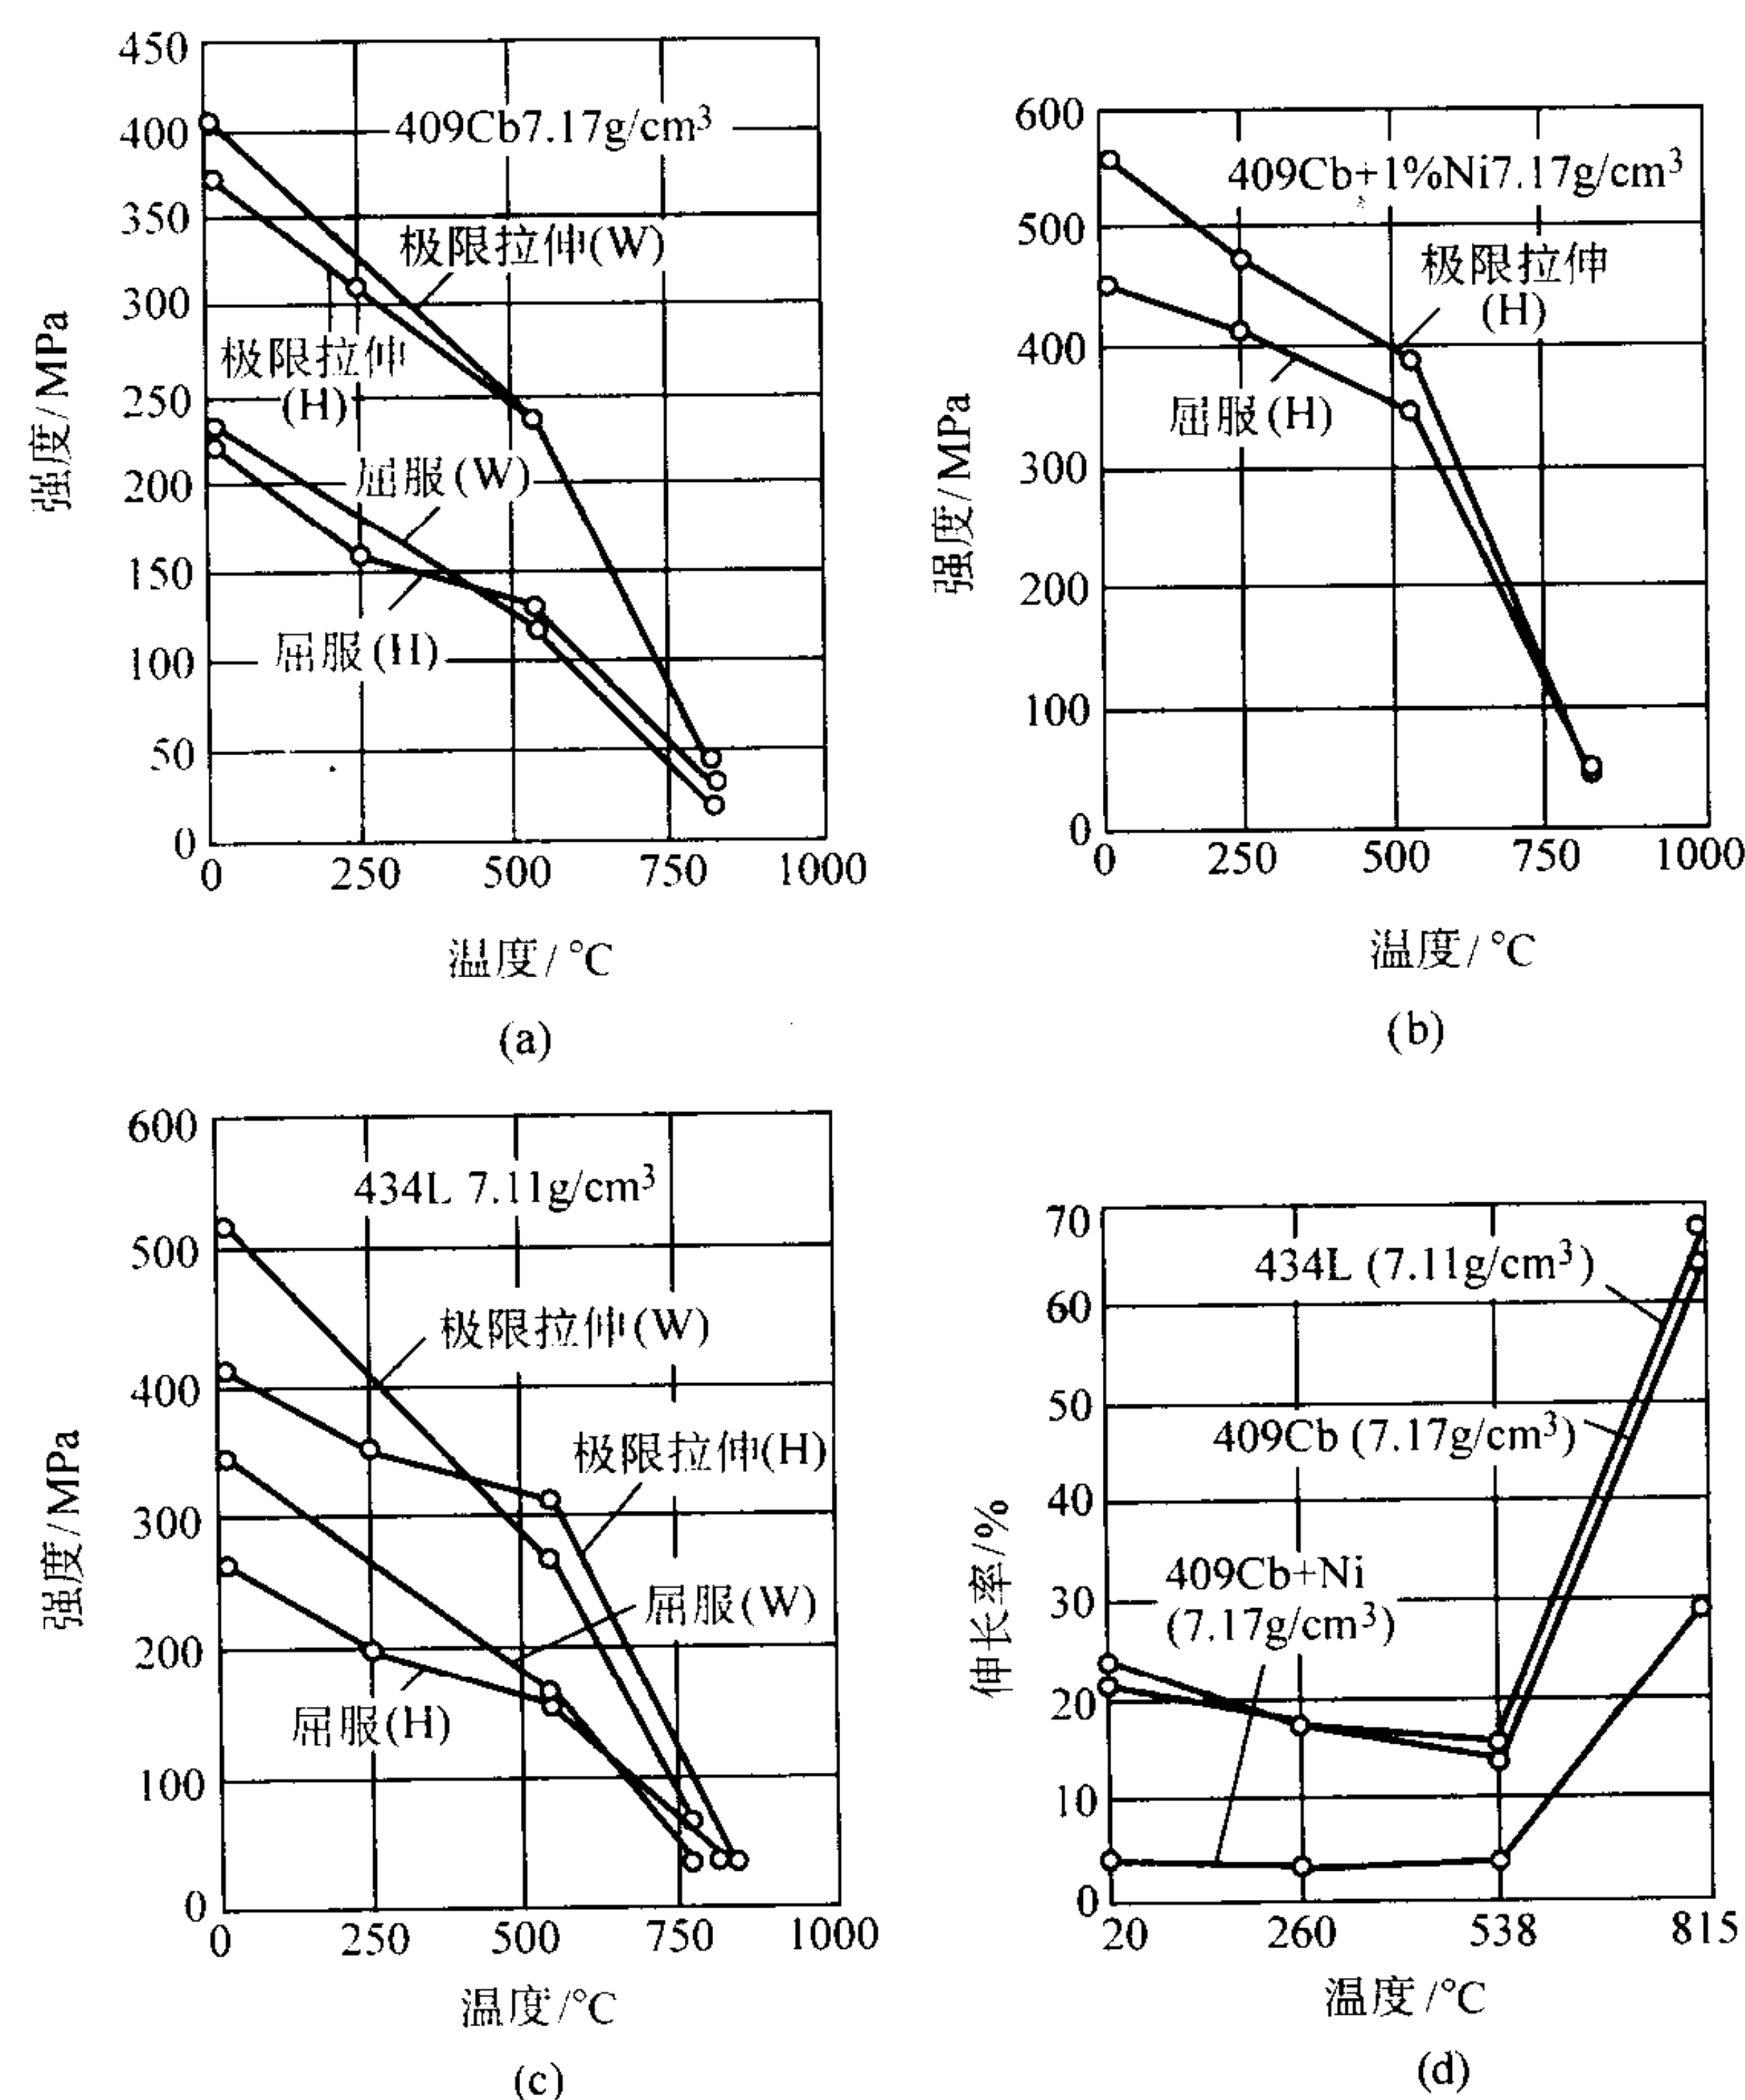 450
400
350
300
250
200
150
100
50
0
强度/MPa
409Cb7.17g/cm³
极限拉伸(W)
极限拉伸
(H)
屈服(W)
屈服(H)
0 250 500 750 1000
温度/°C
(a)
600
500
400
300
200
100
0
强度/MPa
409Cb+1%Ni7.17g/cm³
极限拉伸
(H)
屈服(H)
0 250 500 750 1000
温度/°C
(b)
600
500
400
300
200
100
0
强度/MPa
434L 7.11g/cm³
极限拉伸(W)
极限拉伸(H)
屈服(W)
屈服(H)
0 250 500 750 1000
温度/°C
(c)
70
60
50
40
30
20
10
0
伸长率/%
434L (7.11g/cm³)
409Cb (7.17g/cm³)
409Cb+Ni
(7.17g/cm³)
20 260 538 815
温度/°C
(d)